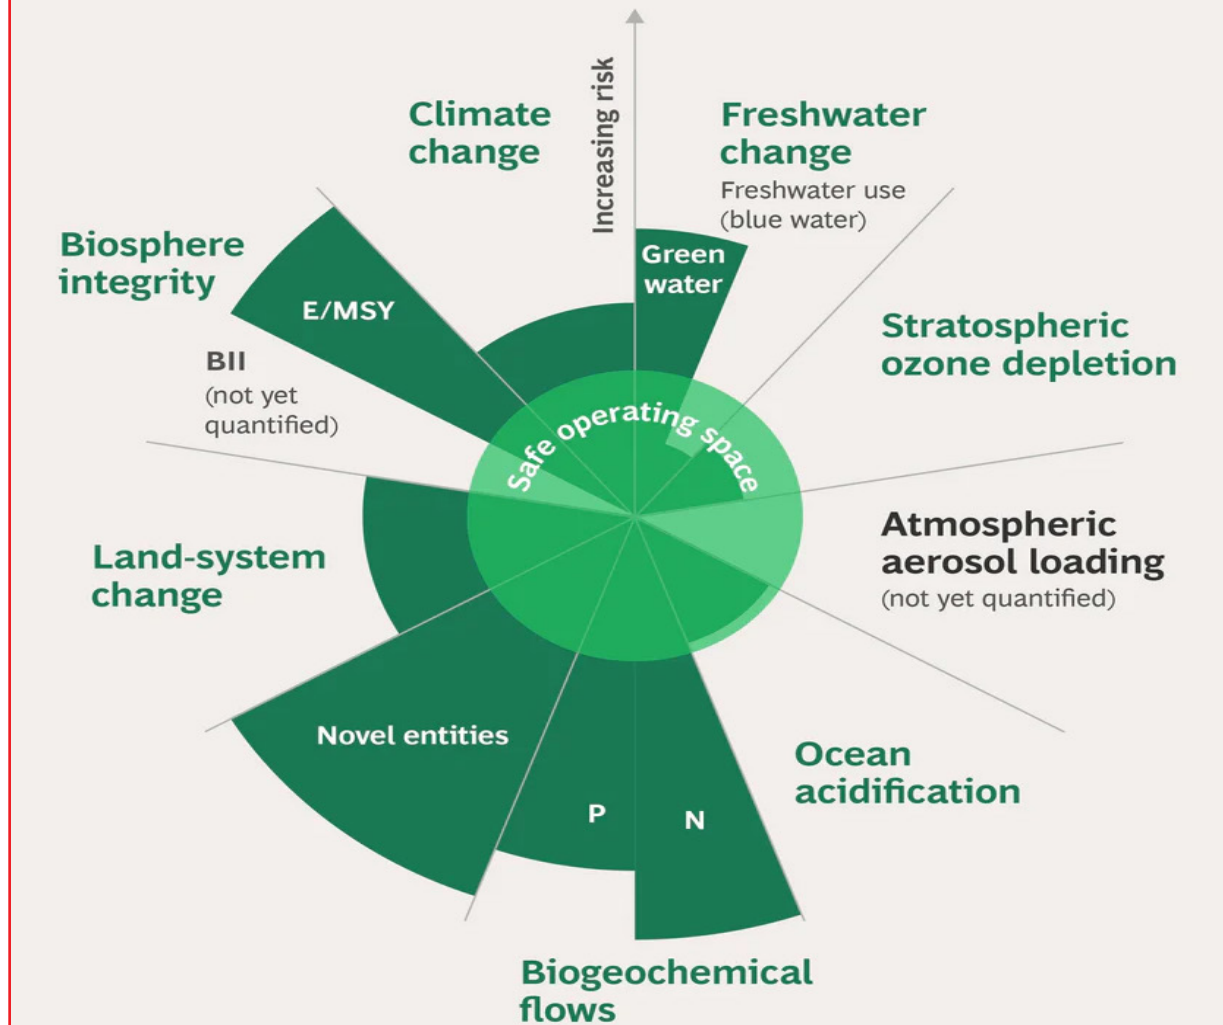 Increasing risk
Climate
change
Freshwater
change
Freshwater use
(blue water)
Green
water
Biosphere
integrity
E/MSY
BII
(not yet
quantified)
Stratospheric
ozone depletion
Safe operating space
Atmospheric
aerosol loading
(not yet quantified)
Land-system
change
Novel entities
P
N
Ocean
acidification
Biogeochemical
flows